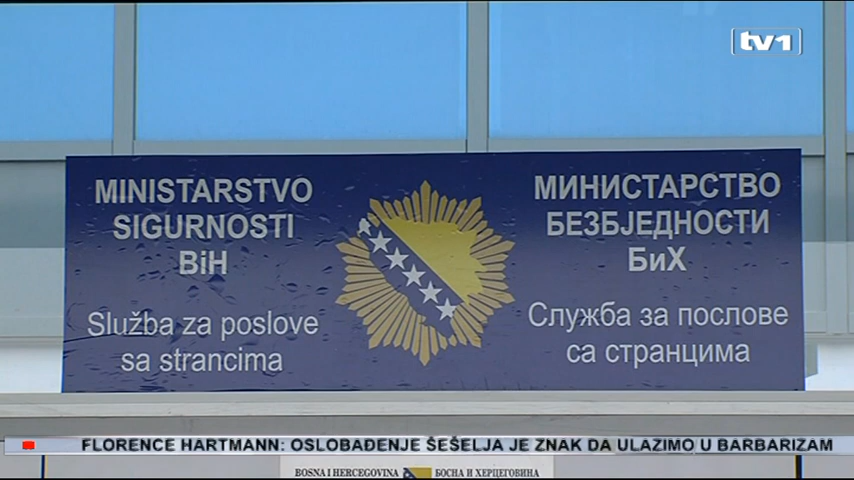 tv1
MINISTARSTVO
SIGURNOSTI
BiH
Služba za poslove
sa strancima
МИНИСТАРСТВО
БЕЗБЈЕДНОСТИ
БиХ
Служба за послове
са странцима
FLORENCE HARTMANN: OSLOBAĐENJE ŠEŠELJA JE ZNAK DA ULAZIMO U BARBARIZAM
BOSNA I HERCEGOVINA БОСНА И ХЕРЦЕГОВИНА